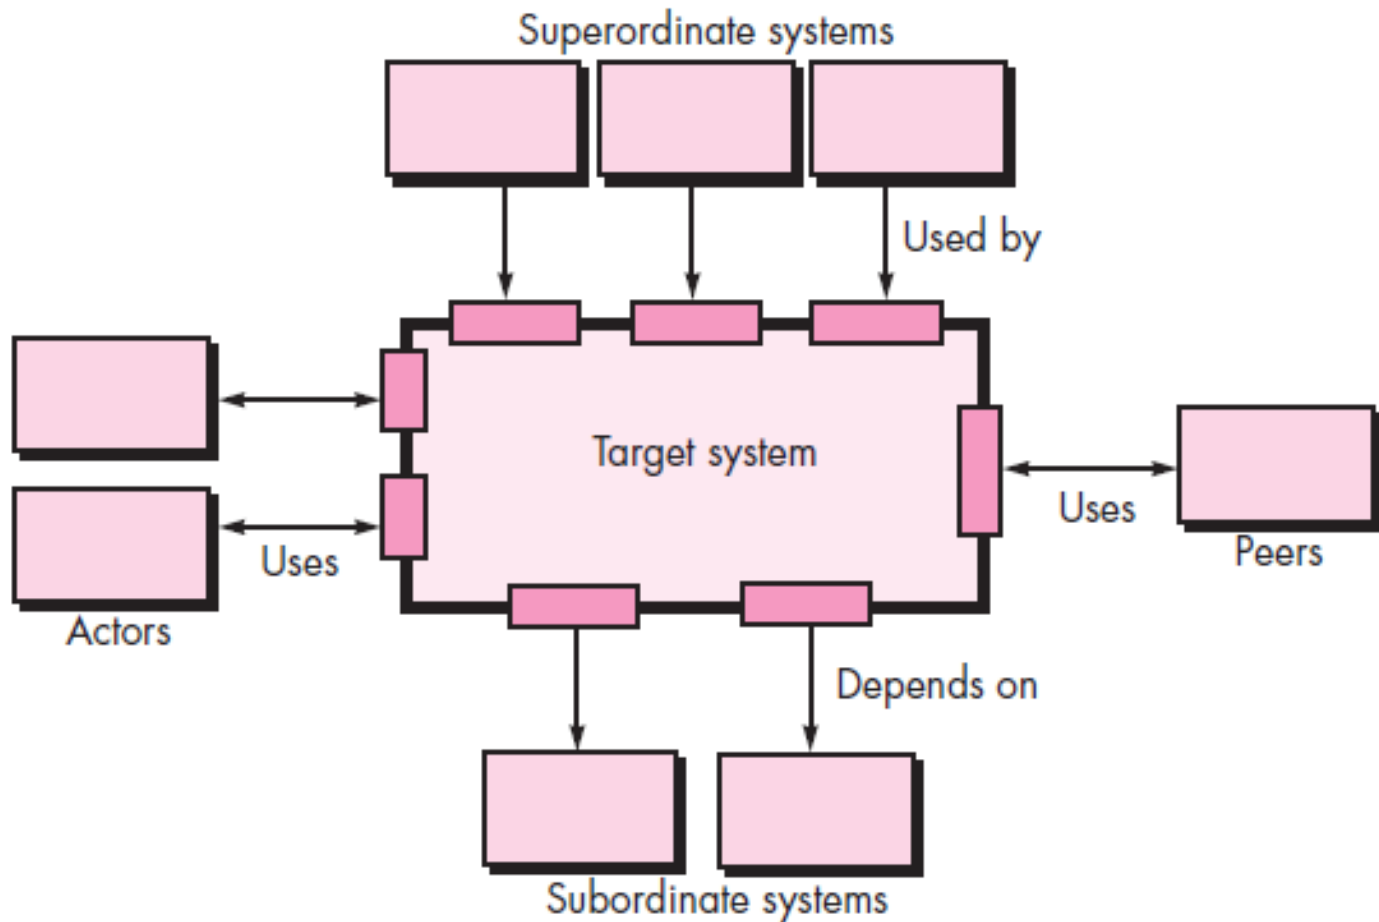 Superordinate systems
Used by
Target system
Uses
Peers
Uses
Actors
Depends on
Subordinate systems